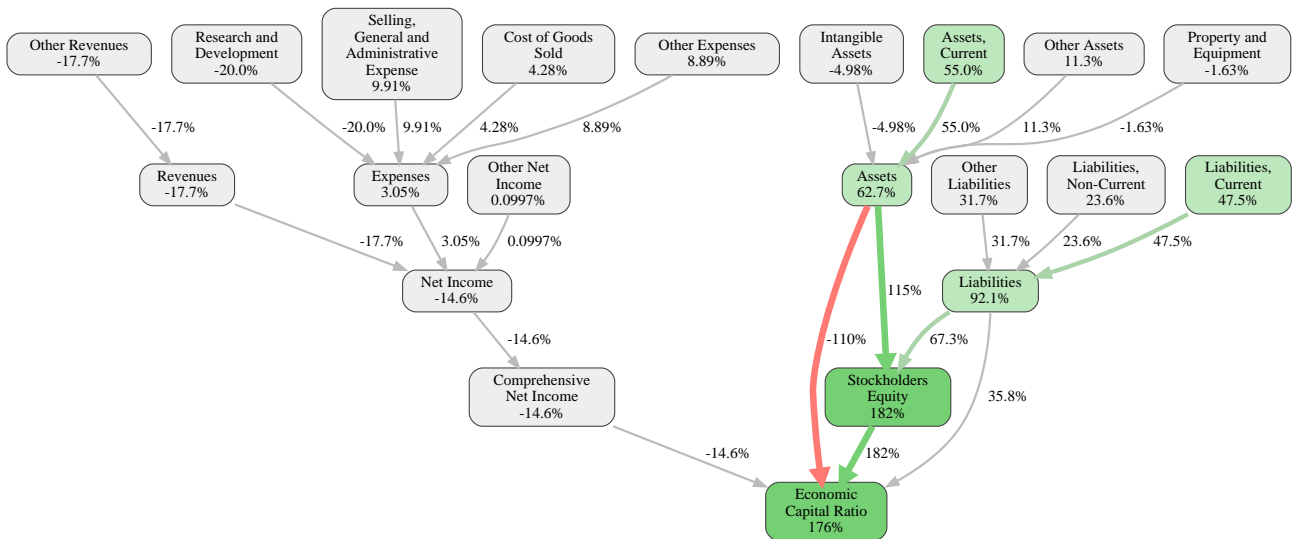 Other Revenues
-17.7%
Research and
Development
-20.0%
Selling,
General and
Administrative
Expense
9.91%
Cost of Goods
Sold
4.28%
Other Expenses
8.89%
Intangible
Assets
-4.98%
Assets,
Current
55.0%
Other Assets
11.3%
Property and
Equipment
-1.63%
-17.7%
-20.0%
9.91%
4.28%
8.89%
-4.98%
55.0%
11.3%
-1.63%
Revenues
-17.7%
Expenses
3.05%
Other Net
Income
0.0997%
Assets
62.7%
Other
Liabilities
31.7%
Liabilities,
Non-Current
23.6%
Liabilities,
Current
47.5%
-17.7%
3.05%
0.0997%
31.7%
23.6%
47.5%
Net Income
-14.6%
115%
Liabilities
92.1%
-14.6%
-110%
67.3%
Comprehensive
Net Income
-14.6%
Stockholders
Equity
182%
35.8%
-14.6%
182%
Economic
Capital Ratio
176%